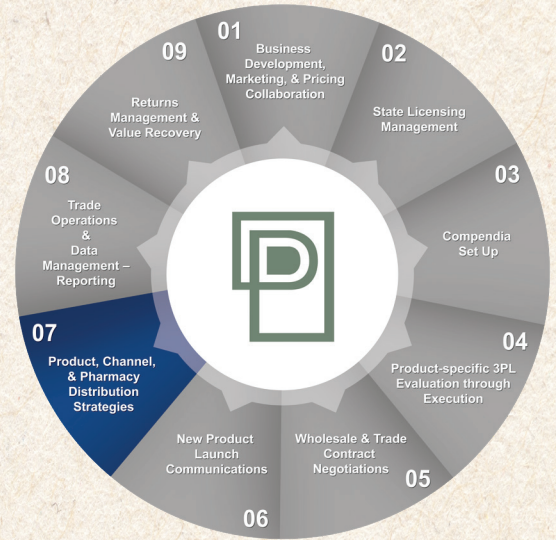 01
Business
Development,
Marketing, & Pricing
Collaboration
02
State Licensing
Management
03
Compendia
Set Up
04
Product-specific 3PL
Evaluation through
Execution
Wholesale & Trade
Contract
Negotiations
05
New Product
Launch
Communications
06
07
Product, Channel,
& Pharmacy
Distribution
Strategies
08
Trade
Operations
&
Data
Management –
Reporting
09
Returns
Management &
Value Recovery